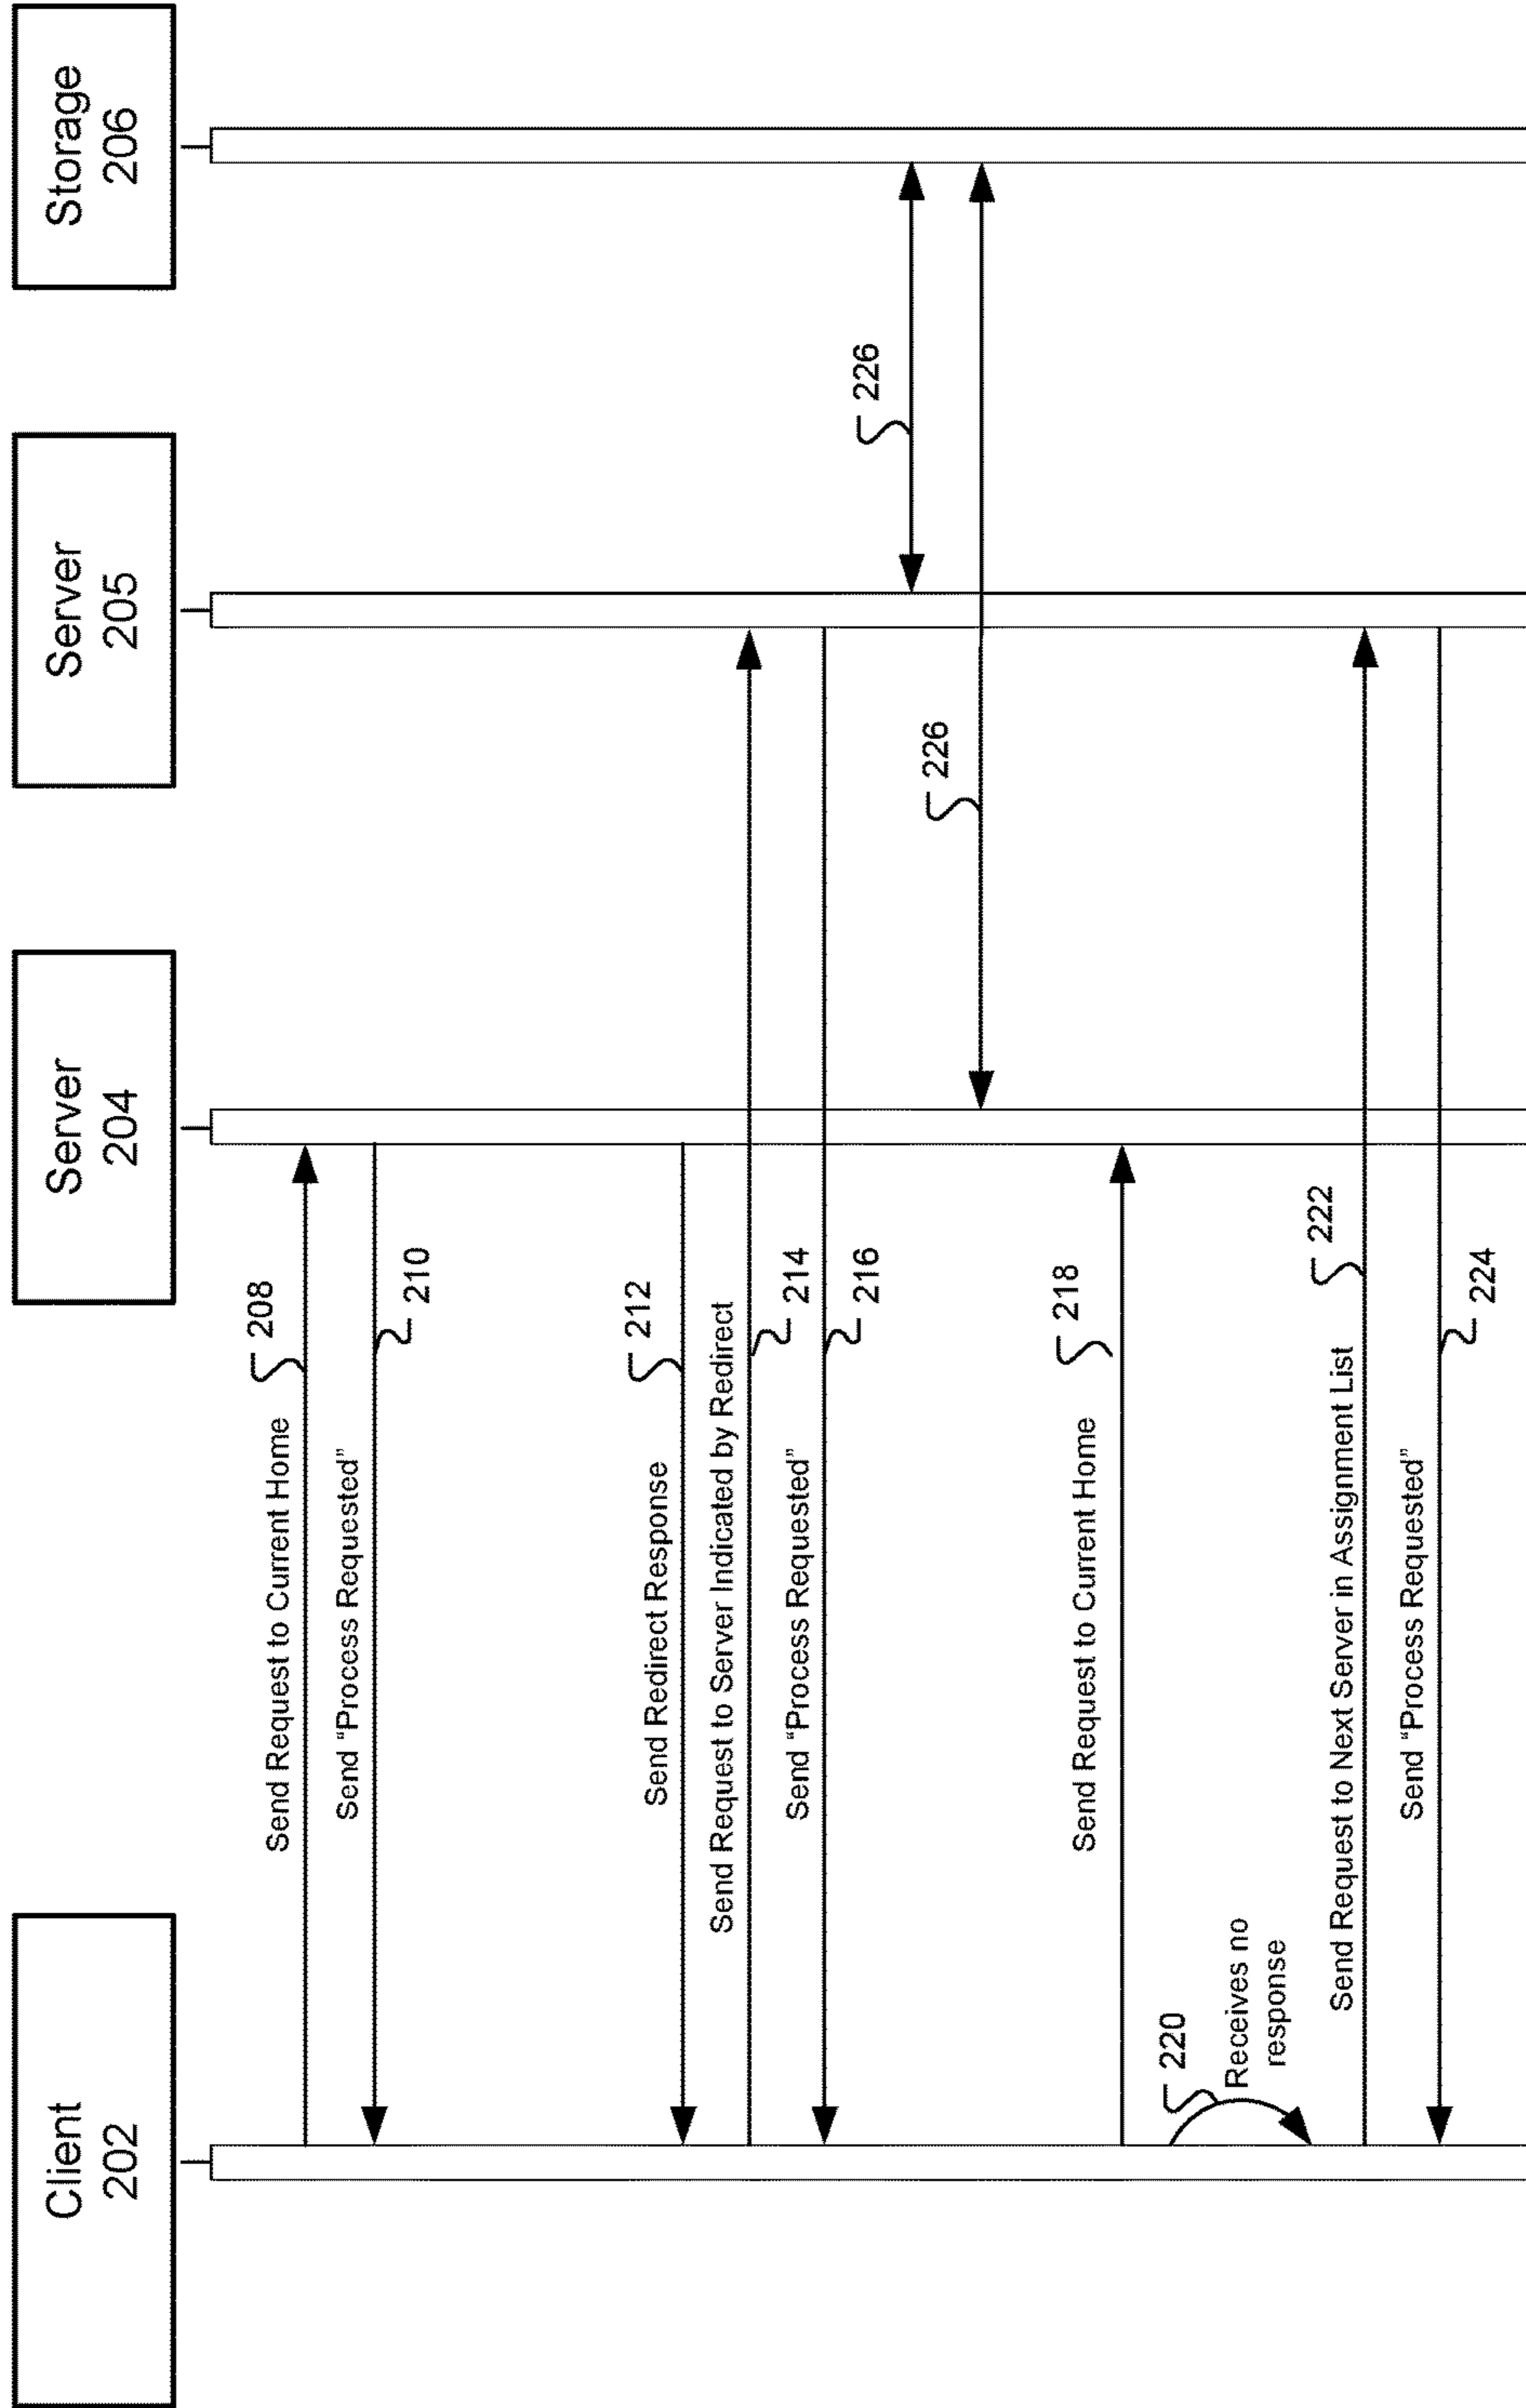 Client
202
Server
204
Server
205
Storage
206
Send Request to Current Home
208
Send “Process Requested”
210
Send Redirect Response
212
Send Request to Server Indicated by Redirect
214
Send “Process Requested”
216
226
226
Send Request to Current Home
218
220
Receives no
response
Send Request to Next Server in Assignment List
222
Send “Process Requested”
224